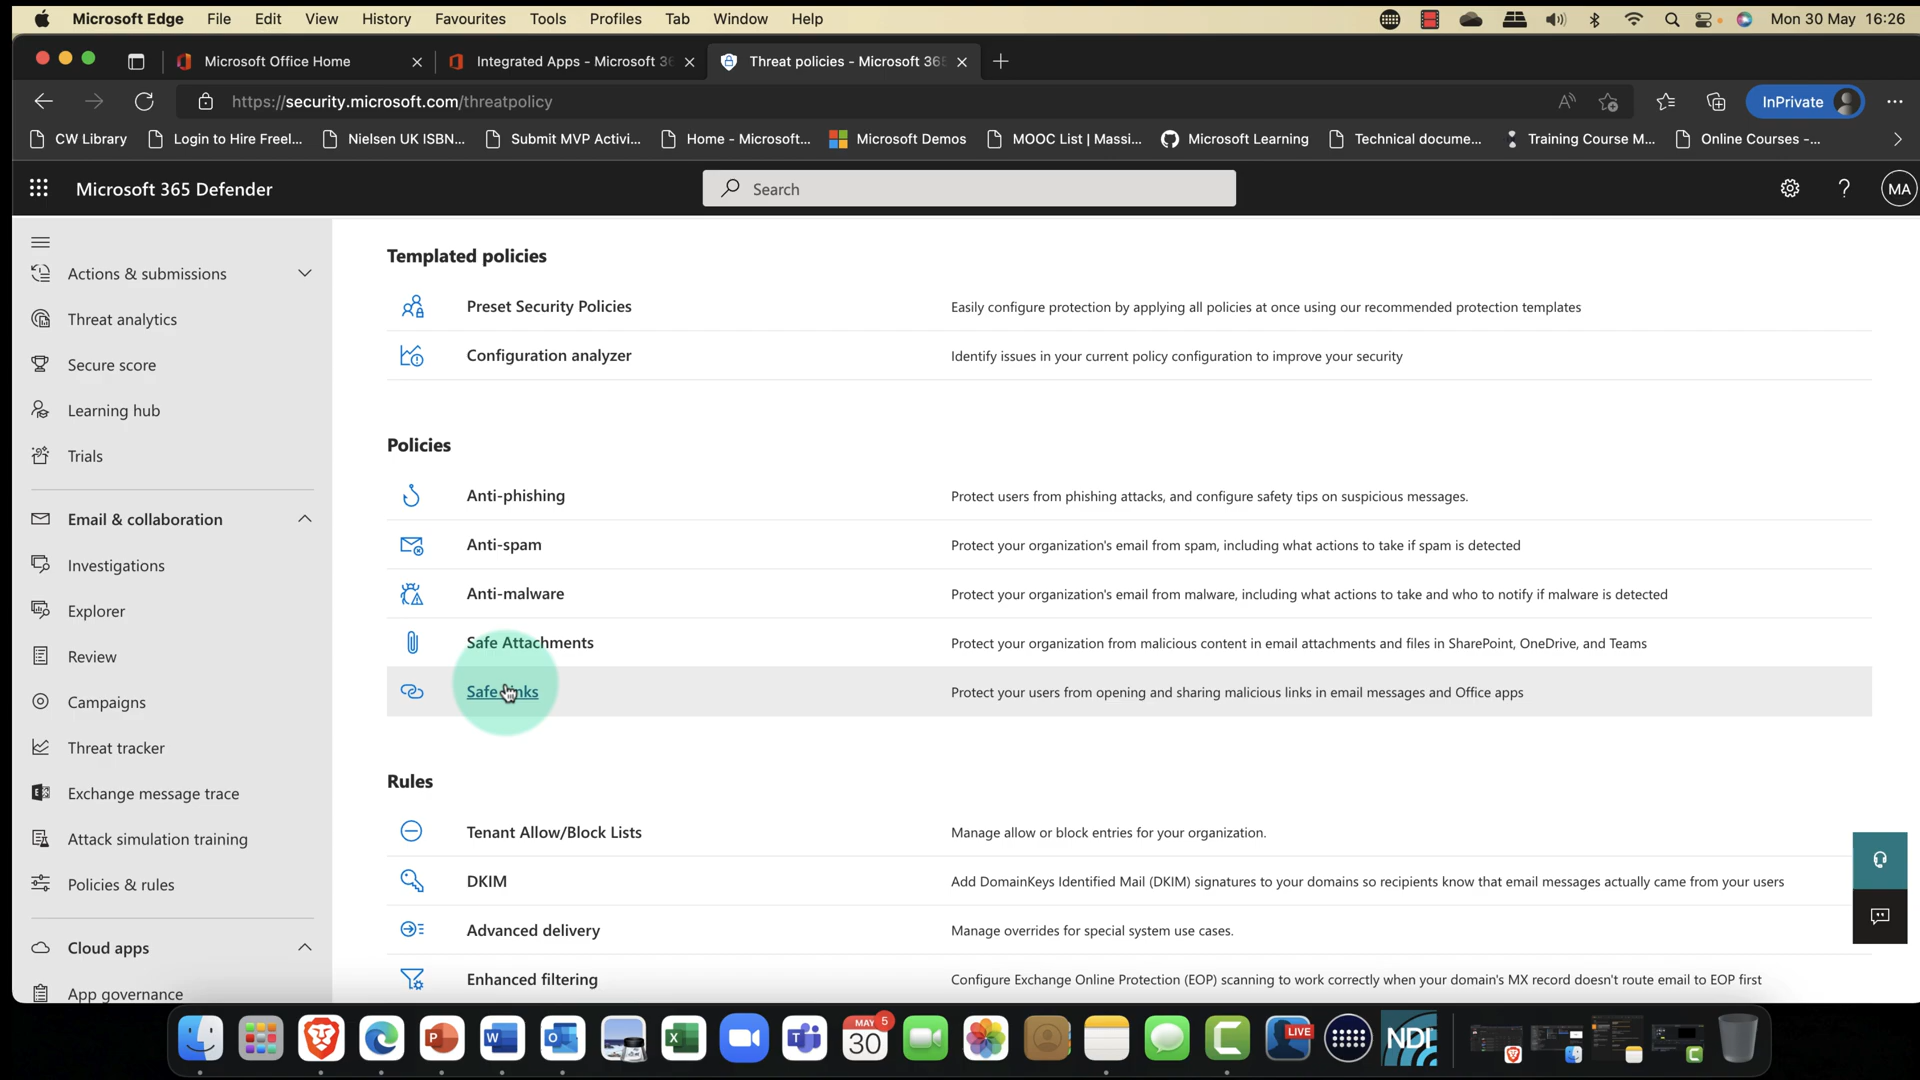 Microsoft Edge File Edit View History Favourites Tools Profiles Tab Window Help Mon 30 May 16:26
Microsoft Office Home Integrated Apps - Microsoft 36 Threat policies - Microsoft 365
https://security.microsoft.com/threatpolicy InPrivate
CW Library Login to Hire Freel... Nielsen UK ISBN... Submit MVP Activi... Home - Microsoft... Microsoft Demos MOOC List | Massi... Microsoft Learning Technical docume... Training Course M... Online Courses -...
Microsoft 365 Defender Search MA
Actions & submissions
Threat analytics
Secure score
Learning hub
Trials
Email & collaboration
Investigations
Explorer
Review
Campaigns
Threat tracker
Exchange message trace
Attack simulation training
Policies & rules
Cloud apps
App governance
Templated policies
Preset Security Policies Easily configure protection by applying all policies at once using our recommended protection templates
Configuration analyzer Identify issues in your current policy configuration to improve your security
Policies
Anti-phishing Protect users from phishing attacks, and configure safety tips on suspicious messages.
Anti-spam Protect your organization's email from spam, including what actions to take if spam is detected
Anti-malware Protect your organization's email from malware, including what actions to take and who to notify if malware is detected
Safe Attachments Protect your organization from malicious content in email attachments and files in SharePoint, OneDrive, and Teams
Safe Links Protect your users from opening and sharing malicious links in email messages and Office apps
Rules
Tenant Allow/Block Lists Manage allow or block entries for your organization.
DKIM Add DomainKeys Identified Mail (DKIM) signatures to your domains so recipients know that email messages actually came from your users
Advanced delivery Manage overrides for special system use cases.
Enhanced filtering Configure Exchange Online Protection (EOP) scanning to work correctly when your domain's MX record doesn't route email to EOP first
MAY 5
30
LIVE
NDI